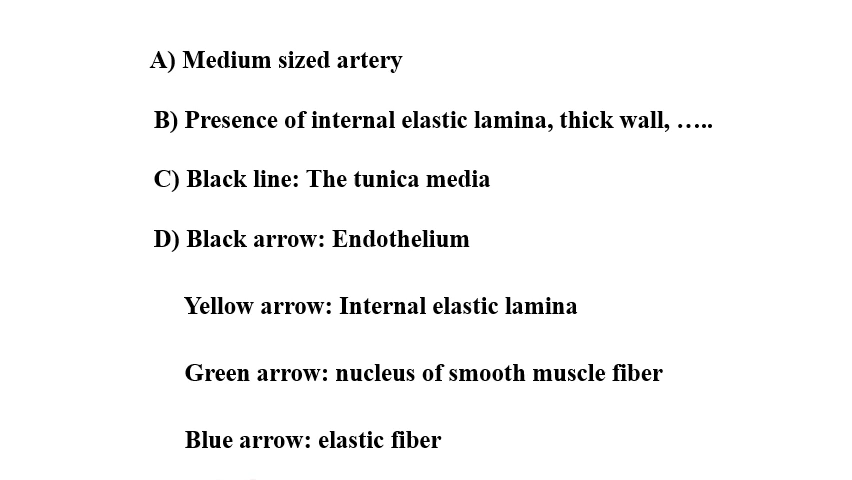 A) Medium sized artery
B) Presence of internal elastic lamina, thick wall, …..
C) Black line: The tunica media
D) Black arrow: Endothelium
Yellow arrow: Internal elastic lamina
Green arrow: nucleus of smooth muscle fiber
Blue arrow: elastic fiber